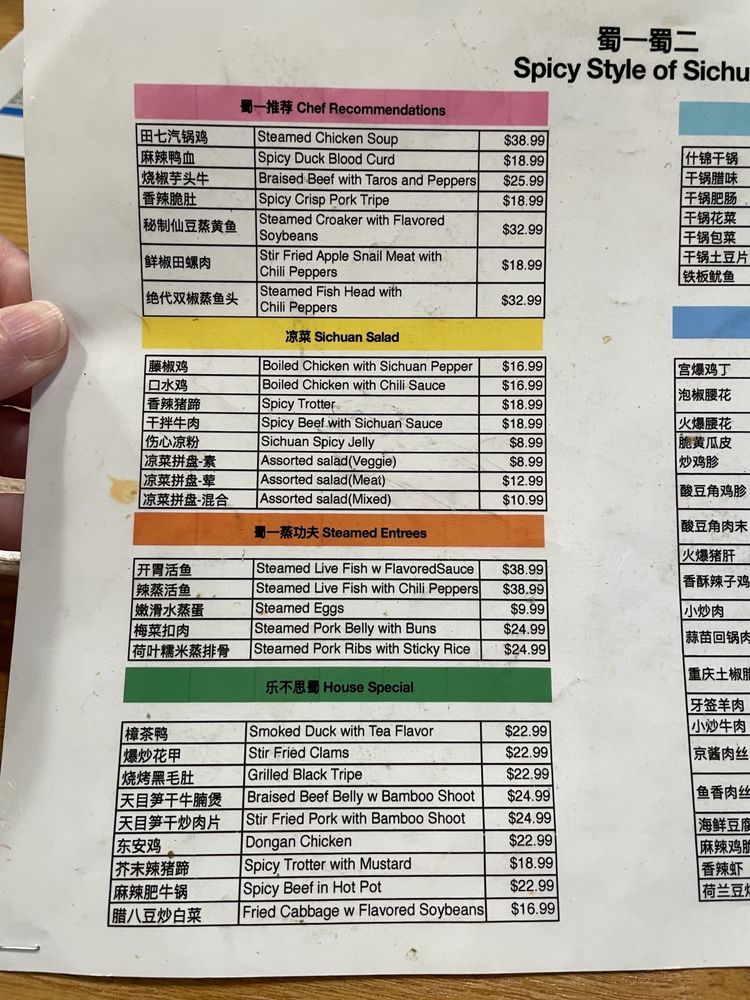 蜀一蜀二
Spicy Style of Sichu
蜀一推荐 Chef Recommendations
田七汽锅鸡 Steamed Chicken Soup $38.99
麻辣鸭血 Spicy Duck Blood Curd $18.99
烧椒芋头牛 Braised Beef with Taros and Peppers $25.99
香辣脆肚 Spicy Crisp Pork Tripe $18.99
秘制仙豆蒸黄鱼 Steamed Croaker with Flavored
Soybeans $32.99
鲜椒田螺肉 Stir Fried Apple Snail Meat with
Chili Peppers $18.99
绝代双椒蒸鱼头 Steamed Fish Head with
Chili Peppers $32.99
凉菜 Sichuan Salad
藤椒鸡 Boiled Chicken with Sichuan Pepper $16.99
口水鸡 Boiled Chicken with Chili Sauce $16.99
香辣猪蹄 Spicy Trotter $18.99
干拌牛肉 Spicy Beef with Sichuan Sauce $18.99
伤心凉粉 Sichuan Spicy Jelly $8.99
凉菜拼盘-素 Assorted salad(Veggie) $8.99
凉菜拼盘-荤 Assorted salad(Meat) $12.99
凉菜拼盘-混合 Assorted salad(Mixed) $10.99
蜀一蒸功夫 Steamed Entrees
开胃活鱼 Steamed Live Fish w FlavoredSauce $38.99
辣蒸活鱼 Steamed Live Fish with Chili Peppers $38.99
嫩滑水蒸蛋 Steamed Eggs $9.99
梅菜扣肉 Steamed Pork Belly with Buns $24.99
荷叶糯米蒸排骨 Steamed Pork Ribs with Sticky Rice $24.99
乐不思蜀 House Special
樟茶鸭 Smoked Duck with Tea Flavor $22.99
爆炒花甲 Stir Fried Clams $22.99
烧烤黑毛肚 Grilled Black Tripe $22.99
天目笋干牛腩煲 Braised Beef Belly w Bamboo Shoot $24.99
天目笋干炒肉片 Stir Fried Pork with Bamboo Shoot $24.99
东安鸡 Dongan Chicken $22.99
芥末辣猪蹄 Spicy Trotter with Mustard $18.99
麻辣肥牛锅 Spicy Beef in Hot Pot $22.99
腊八豆炒白菜 Fried Cabbage w Flavored Soybeans $16.99
什锦干锅
干锅腊味
干锅肥肠
干锅花菜
干锅包菜
干锅土豆片
铁板鱿鱼
宫爆鸡丁
泡椒腰花
火爆腰花
脆黄瓜皮
炒鸡胗
酸豆角鸡胗
酸豆角肉末
火爆猪肝
香酥辣子鸡
小炒肉
蒜苗回锅肉
重庆土椒腊
牙签羊肉
小炒牛肉
京酱肉丝
鱼香肉丝
海鲜豆腐
麻辣鸡脆
香辣虾
荷兰豆炒